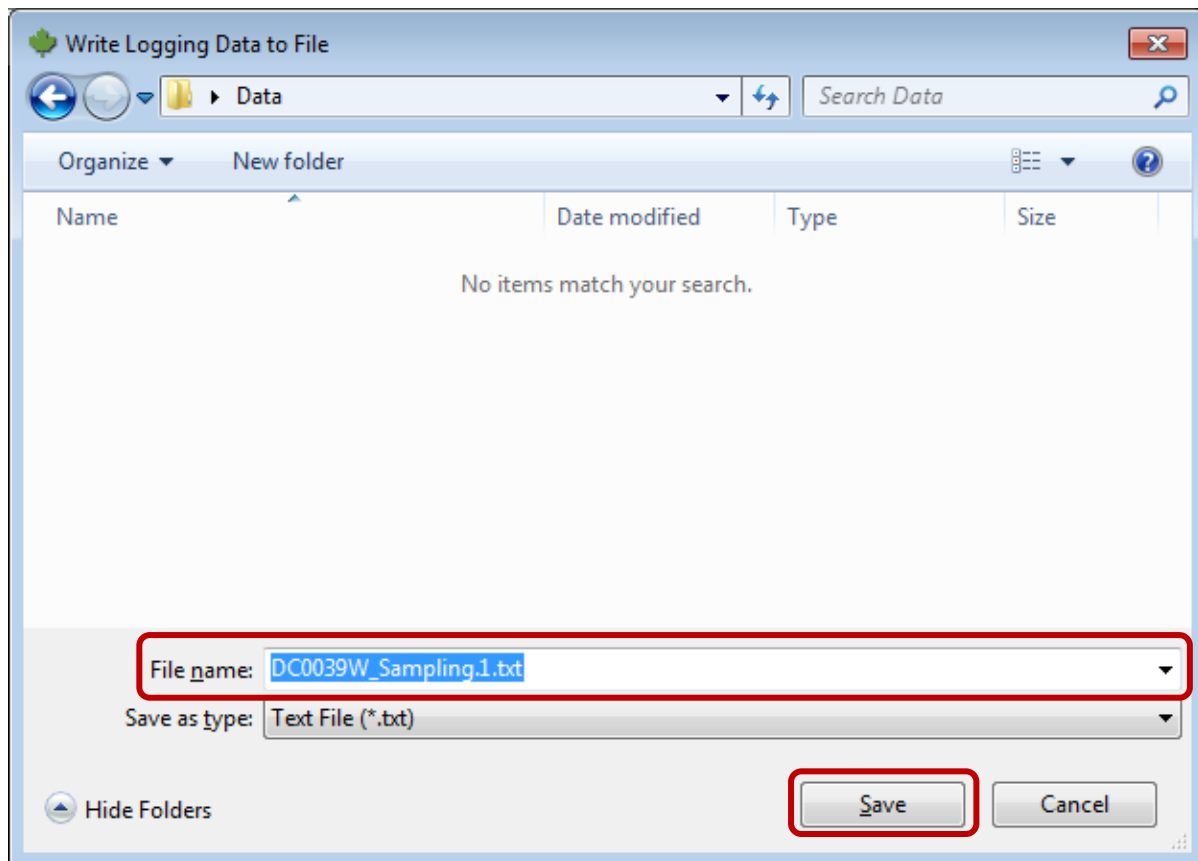 Write Logging Data to File
Data
Search Data
Organize New folder
Name Date modified Type Size
No items match your search.
File name: DC0039W_Sampling.1.txt
Save as type: Text File (*.txt)
Hide Folders Save Cancel